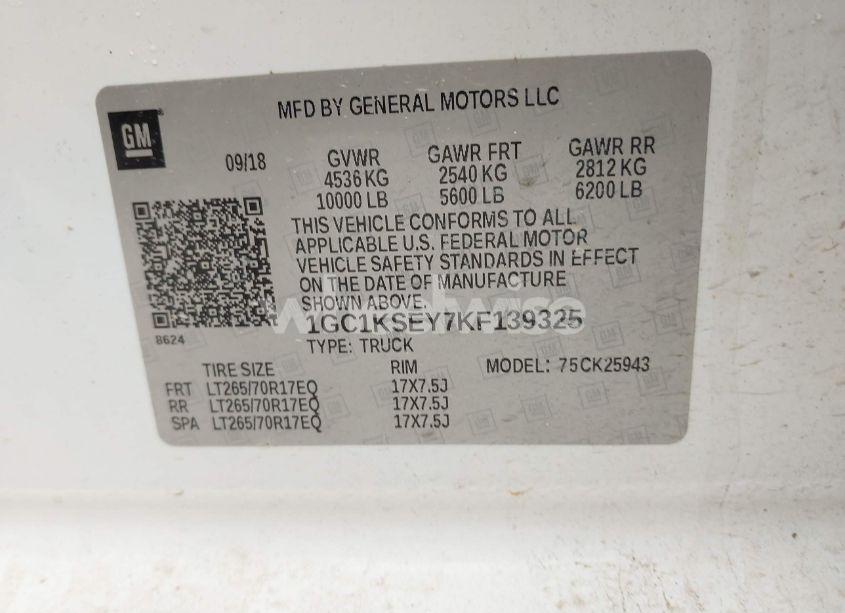 MFD BY GENERAL MOTORS LLC
GM
09/18 GVWR GAWR FRT GAWR RR
4536 KG 2540 KG 2812 KG
10000 LB 5600 LB 6200 LB
THIS VEHICLE CONFORMS TO ALL
APPLICABLE U.S. FEDERAL MOTOR
VEHICLE SAFETY STANDARDS IN EFFECT
ON THE DATE OF MANUFACTURE
SHOWN ABOVE.
1GC1KSEY7KF139325
8624
TYPE: TRUCK
TIRE SIZE RIM MODEL: 75CK25943
FRT LT265/70R17EQ 17X7.5J
RR LT265/70R17EQ 17X7.5J
SPA LT265/70R17EQ 17X7.5J